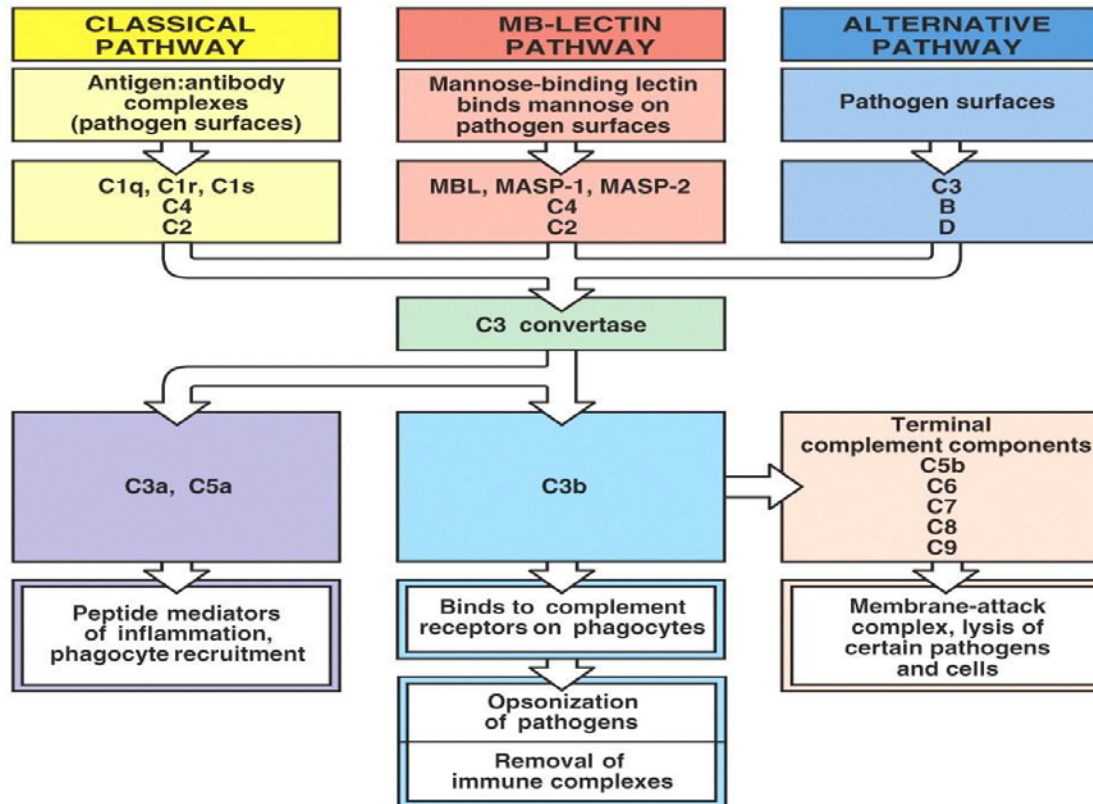 CLASSICAL
PATHWAY
MB-LECTIN
PATHWAY
ALTERNATIVE
PATHWAY
Antigen:antibody
complexes
(pathogen surfaces)
Mannose-binding lectin
binds mannose on
pathogen surfaces
Pathogen surfaces
C1q, C1r, C1s
C4
C2
MBL, MASP-1, MASP-2
C4
C2
C3
B
D
C3 convertase
C3a, C5a
C3b
Terminal
complement components
C5b
C6
C7
C8
C9
Peptide mediators
of inflammation,
phagocyte recruitment
Binds to complement
receptors on phagocytes
Membrane-attack
complex, lysis of
certain pathogens
and cells
Opsonization
of pathogens
Removal of
immune complexes